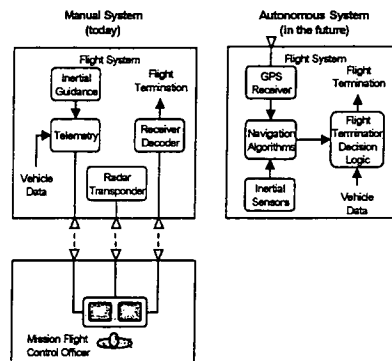 Manual System
(today)
Flight System
Inertial
Guidance
Flight
Termination
Telemetry
Receiver
Decoder
Vehicle
Data
Radar
Transponder
Mission Flight
Control Officer
Autonomous System
(in the future)
Flight System
GPS
Receiver
Flight
Termination
Navigation
Algorithms
Flight
Termination
Decision
Logic
Inertial
Sensors
Vehicle
Data